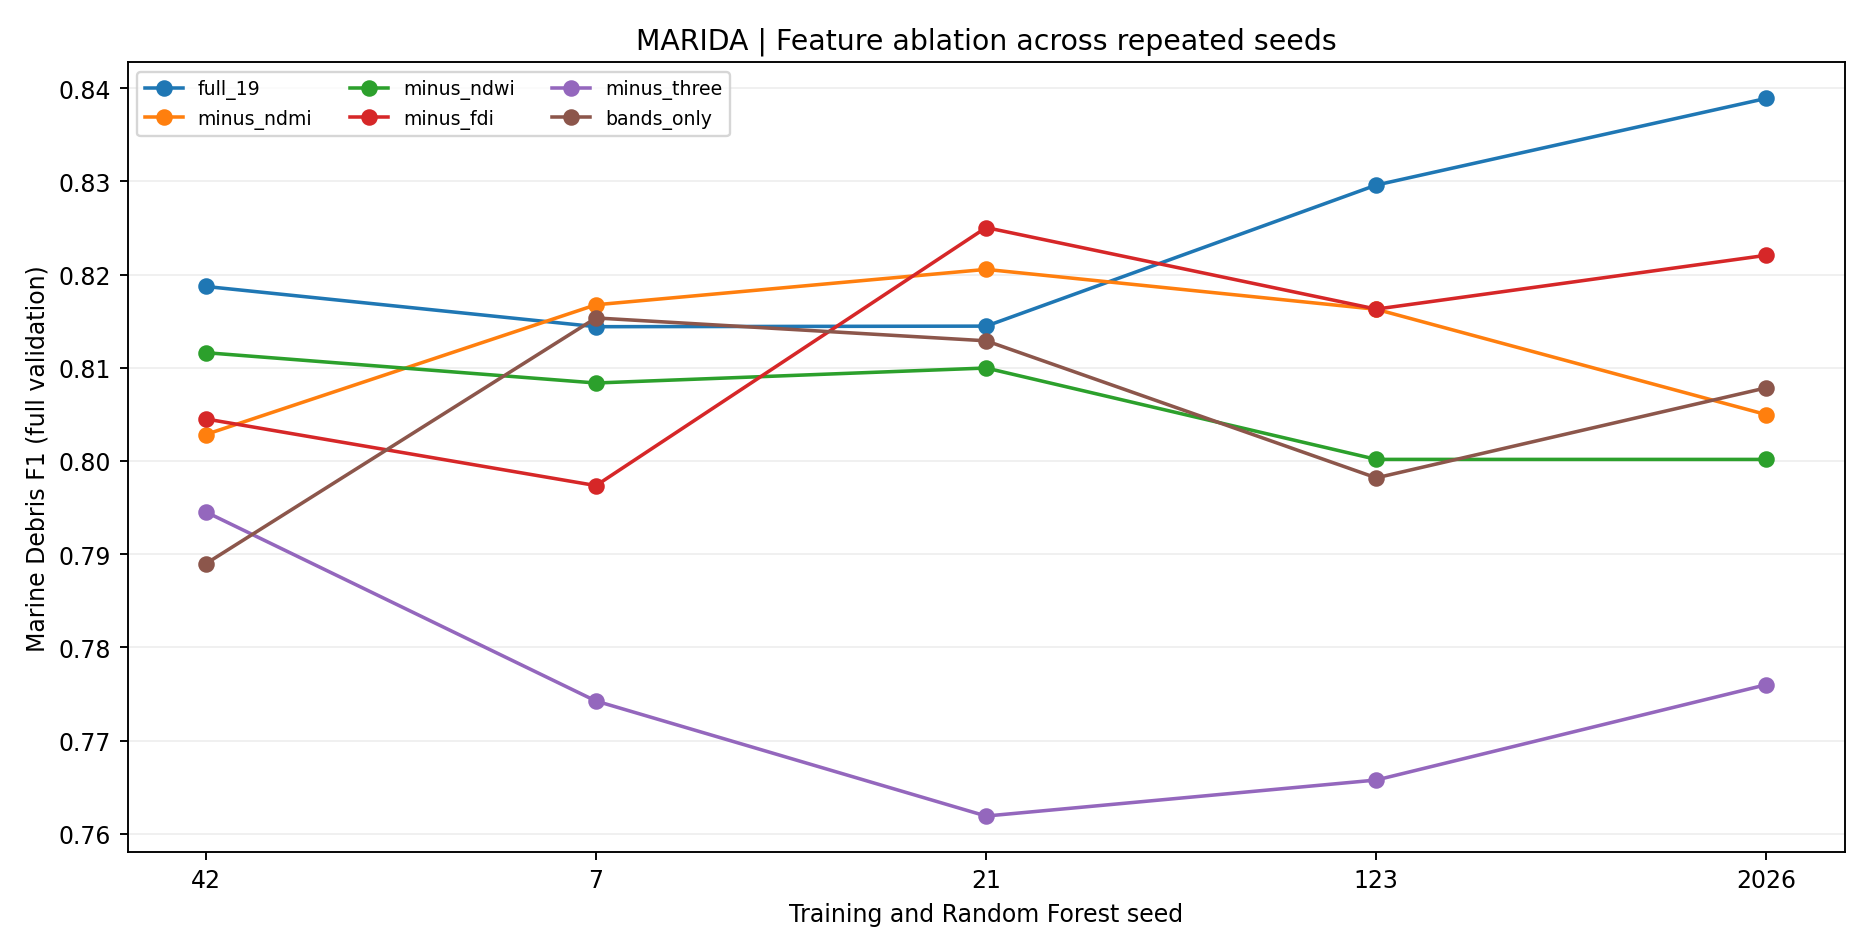 MARIDA | Feature ablation across repeated seeds
full_19
minus_ndmi
minus_ndwi
minus_fdi
minus_three
bands_only
Marine Debris F1 (full validation)
0.84
0.83
0.82
0.81
0.80
0.79
0.78
0.77
0.76
42 7 21 123 2026
Training and Random Forest seed